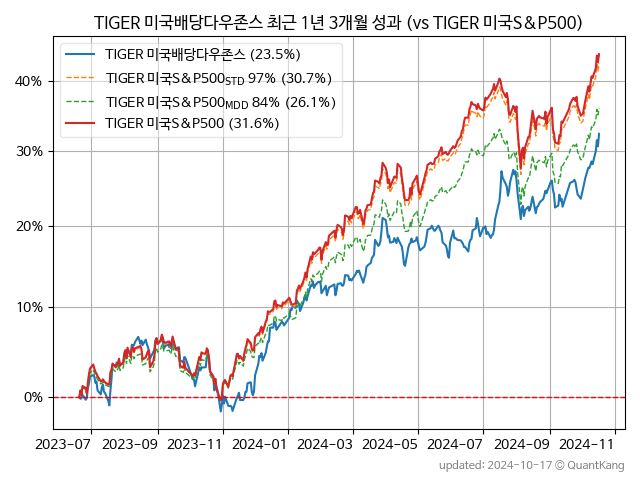 TIGER 미국배당다우존스 최근 1년 3개월 성과 (vs TIGER 미국S&P500)
TIGER 미국배당다우존스 (23.5%)
TIGER 미국S&P500STD 97% (30.7%)
TIGER 미국S&P500MDD 84% (26.1%)
TIGER 미국S&P500 (31.6%)
40%
30%
20%
10%
0%
2023-07 2023-09 2023-11 2024-01 2024-03 2024-05 2024-07 2024-09 2024-11
updated: 2024-10-17 © QuantKang